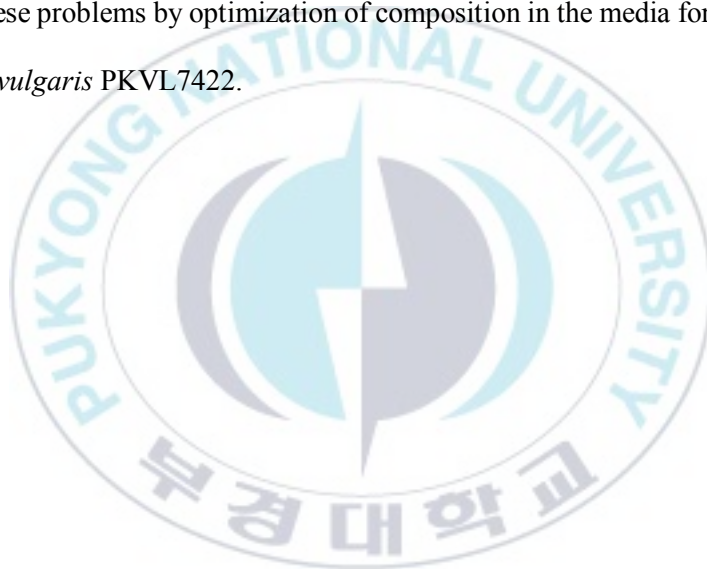 ese problems by optimization of composition in the media for
vulgaris PKVL7422.
PUKYONG NATIONAL UNIVERSITY
부경대학교